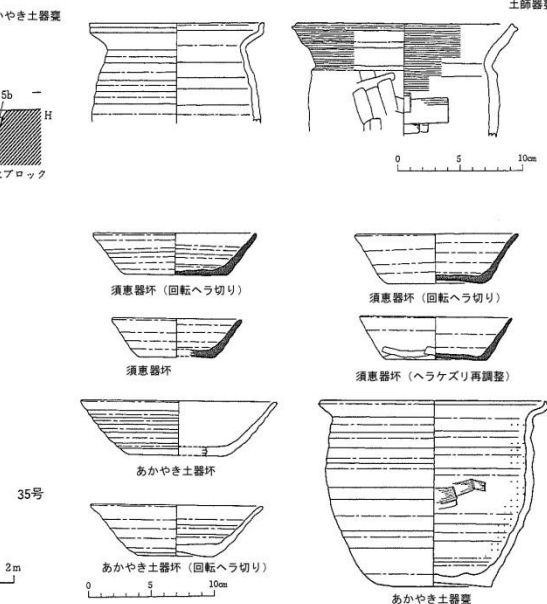 やき土器甕
土師器甕
5b
H
ブロック
0 5 10cm
須恵器坏（回転ヘラ切り）
須恵器坏（回転ヘラ切り）
須恵器坏
須恵器坏（ヘラケズリ再調整）
あかやき土器坏
35号
あかやき土器坏（回転ヘラ切り）
2m
0 5 10cm
あかやき土器甕